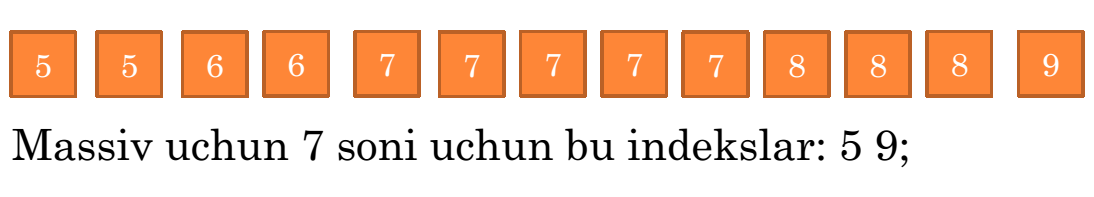 5 5 6 6 7 7 7 7 7 8 8 8 9
Massiv uchun 7 soni uchun bu indekslar: 5 9;